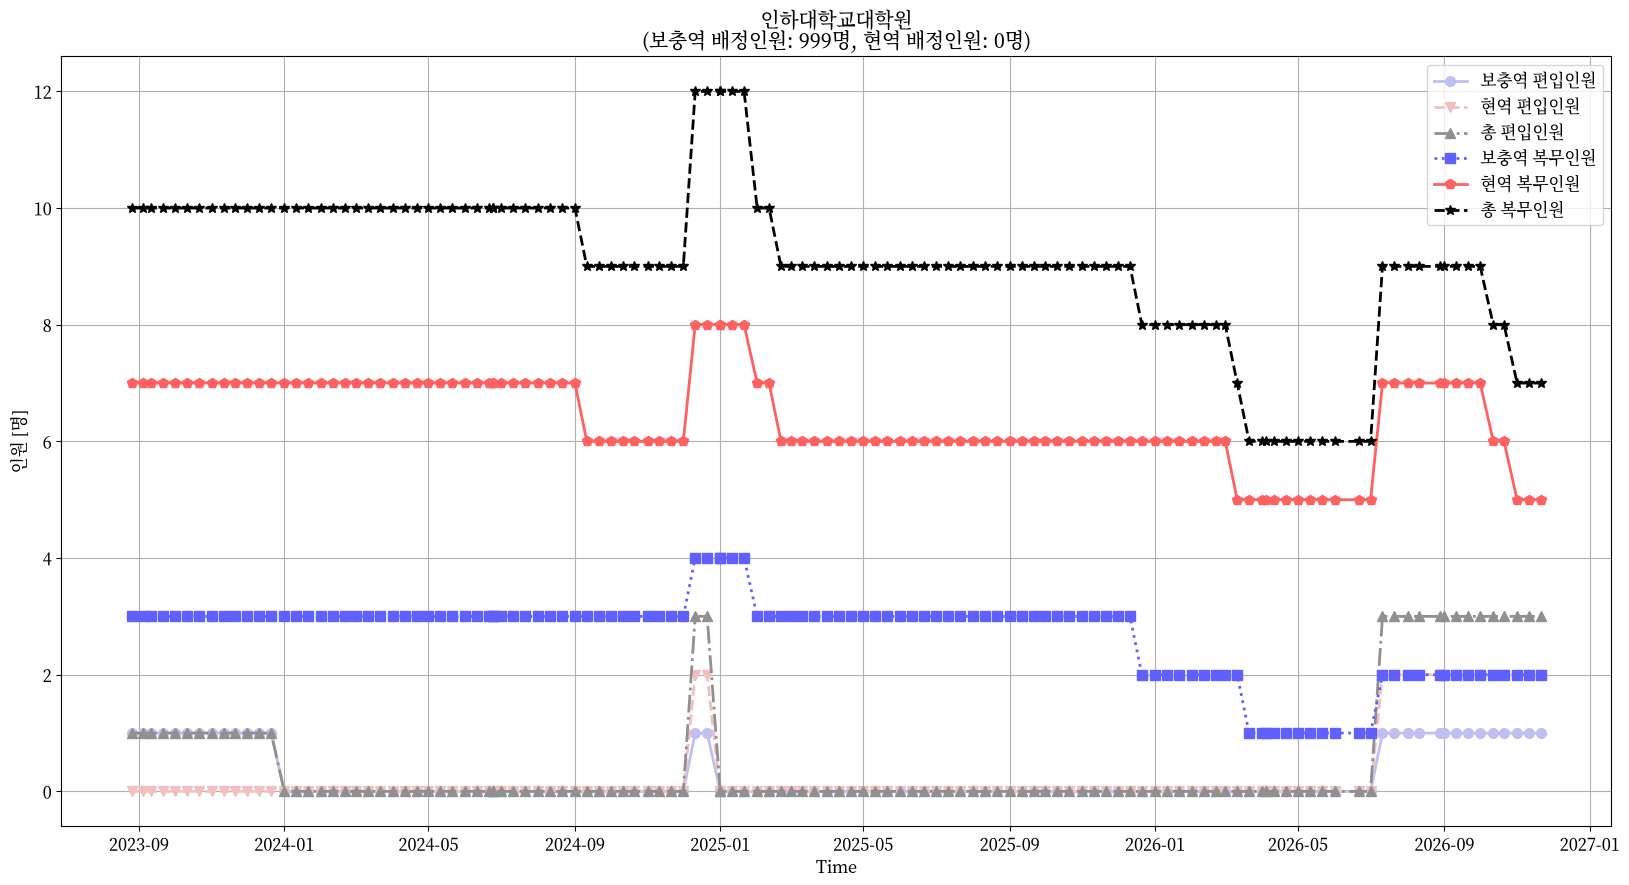 인하대학교대학원
(보충역 배정인원: 999명, 현역 배정인원: 0명)
인원 [명]
12
10
8
6
4
2
0
보충역 편입인원
현역 편입인원
총 편입인원
보충역 복무인원
현역 복무인원
총 복무인원
2023-09
2024-01
2024-05
2024-09
2025-01
2025-05
2025-09
2026-01
2026-05
2026-09
2027-01
Time